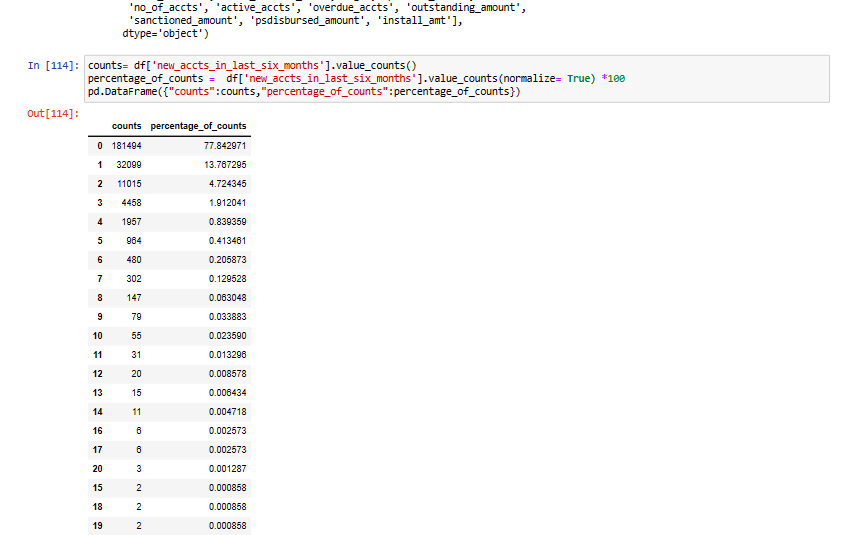 'no_of_accts', 'active_accts', 'overdue_accts', 'outstanding_amount',
'sanctioned_amount', 'psdisbursed_amount', 'install_amt'],
dtype='object')
In [114]: counts= df['new_accts_in_last_six_months'].value_counts()
percentage_of_counts =  df['new_accts_in_last_six_months'].value_counts(normalize= True) *100
pd.DataFrame({"counts":counts,"percentage_of_counts":percentage_of_counts})
Out[114]:
counts percentage_of_counts
0 181494 77.842971
1 32099 13.767295
2 11015 4.724345
3 4458 1.912041
4 1957 0.839359
5 964 0.413461
6 480 0.205873
7 302 0.129528
8 147 0.063048
9 79 0.033883
10 55 0.023590
11 31 0.013296
12 20 0.008578
13 15 0.006434
14 11 0.004718
16 6 0.002573
17 6 0.002573
20 3 0.001287
15 2 0.000858
18 2 0.000858
19 2 0.000858